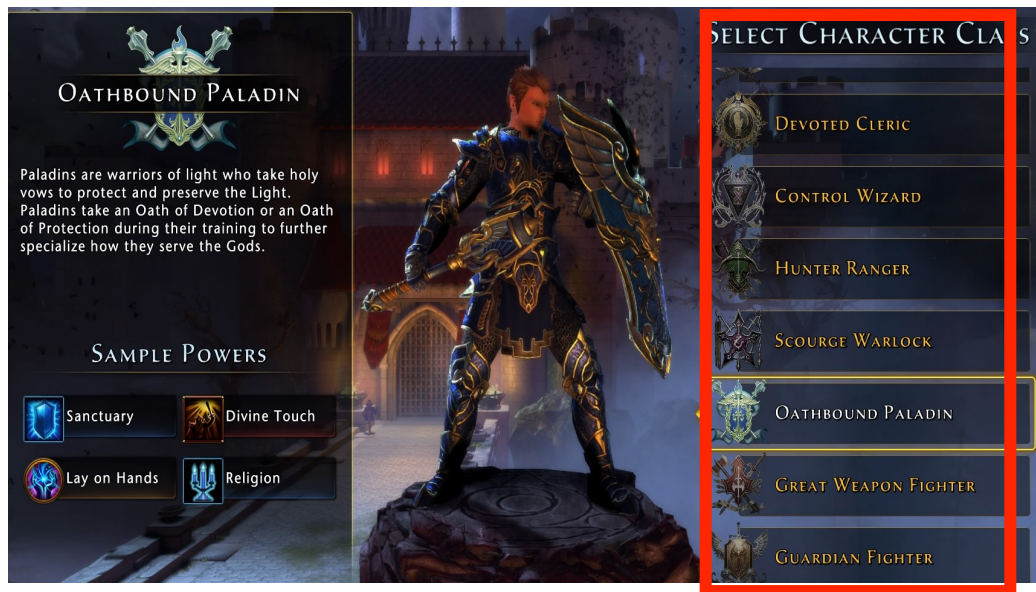 OATHBOUND PALADIN
Paladins are warriors of light who take holy
vows to protect and preserve the Light.
Paladins take an Oath of Devotion or an Oath
of Protection during their training to further
specialize how they serve the Gods.
SAMPLE POWERS
Sanctuary
Divine Touch
Lay on Hands
Religion
SELECT CHARACTER CLA S
DEVOTED CLERIC
CONTROL WIZARD
HUNTER RANGER
SCOURGE WARLOCK
OATHBOUND PALADIN
GREAT WEAPON FIGHTER
GUARDIAN FIGHTER